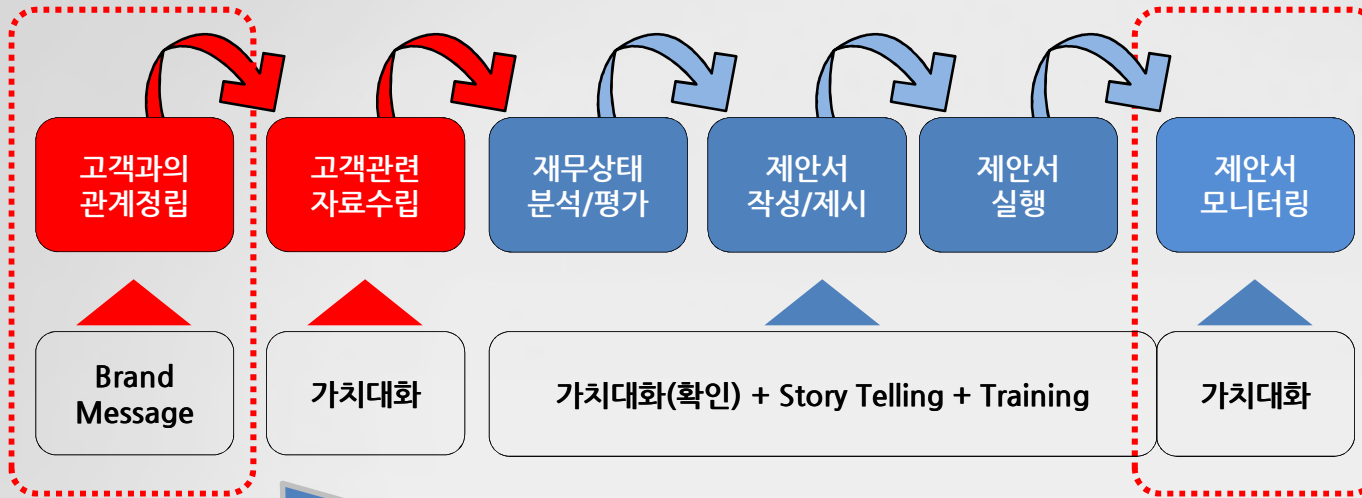 고객과의
관계정립
고객관련
자료수립
재무상태
분석/평가
제안서
작성/제시
제안서
실행
제안서
모니터링
Brand
Message
가치대화
가치대화(확인) + Story Telling + Training
가치대화